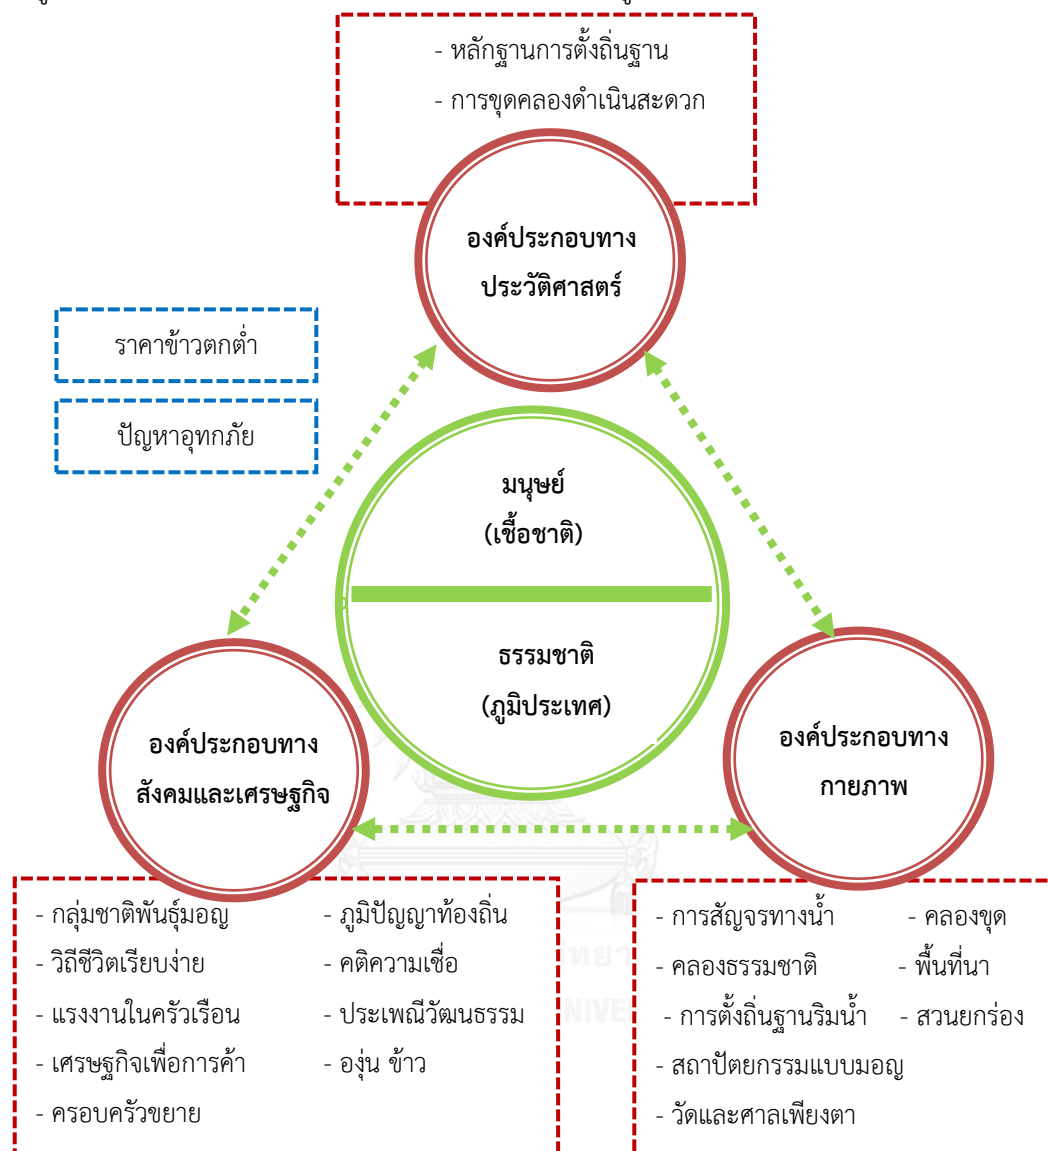 - หลักฐานการตั้งถิ่นฐาน
- การขุดคลองดำเนินสะดวก
องค์ประกอบทาง
ประวัติศาสตร์
ราคาข้าวตกต่ำ
ปัญหาอุทกภัย
มนุษย์
(เชื้อชาติ)
ธรรมชาติ
(ภูมิประเทศ)
องค์ประกอบทาง
สังคมและเศรษฐกิจ
องค์ประกอบทาง
กายภาพ
- กลุ่มชาติพันธุ์มอญ
- วิถีชีวิตเรียบง่าย
- แรงงานในครัวเรือน
- เศรษฐกิจเพื่อการค้า
- ครอบครัวขยาย
- ภูมิปัญญาท้องถิ่น
- คติความเชื่อ
- ประเพณีวัฒนธรรม
- องุ่น ข้าว
- การสัญจรทางน้ำ - คลองขุด
- คลองธรรมชาติ - พื้นที่นา
- การตั้งถิ่นฐานริมน้ำ - สวนยกร่อง
- สถาปัตยกรรมแบบมอญ
- วัดและศาลเพียงตา